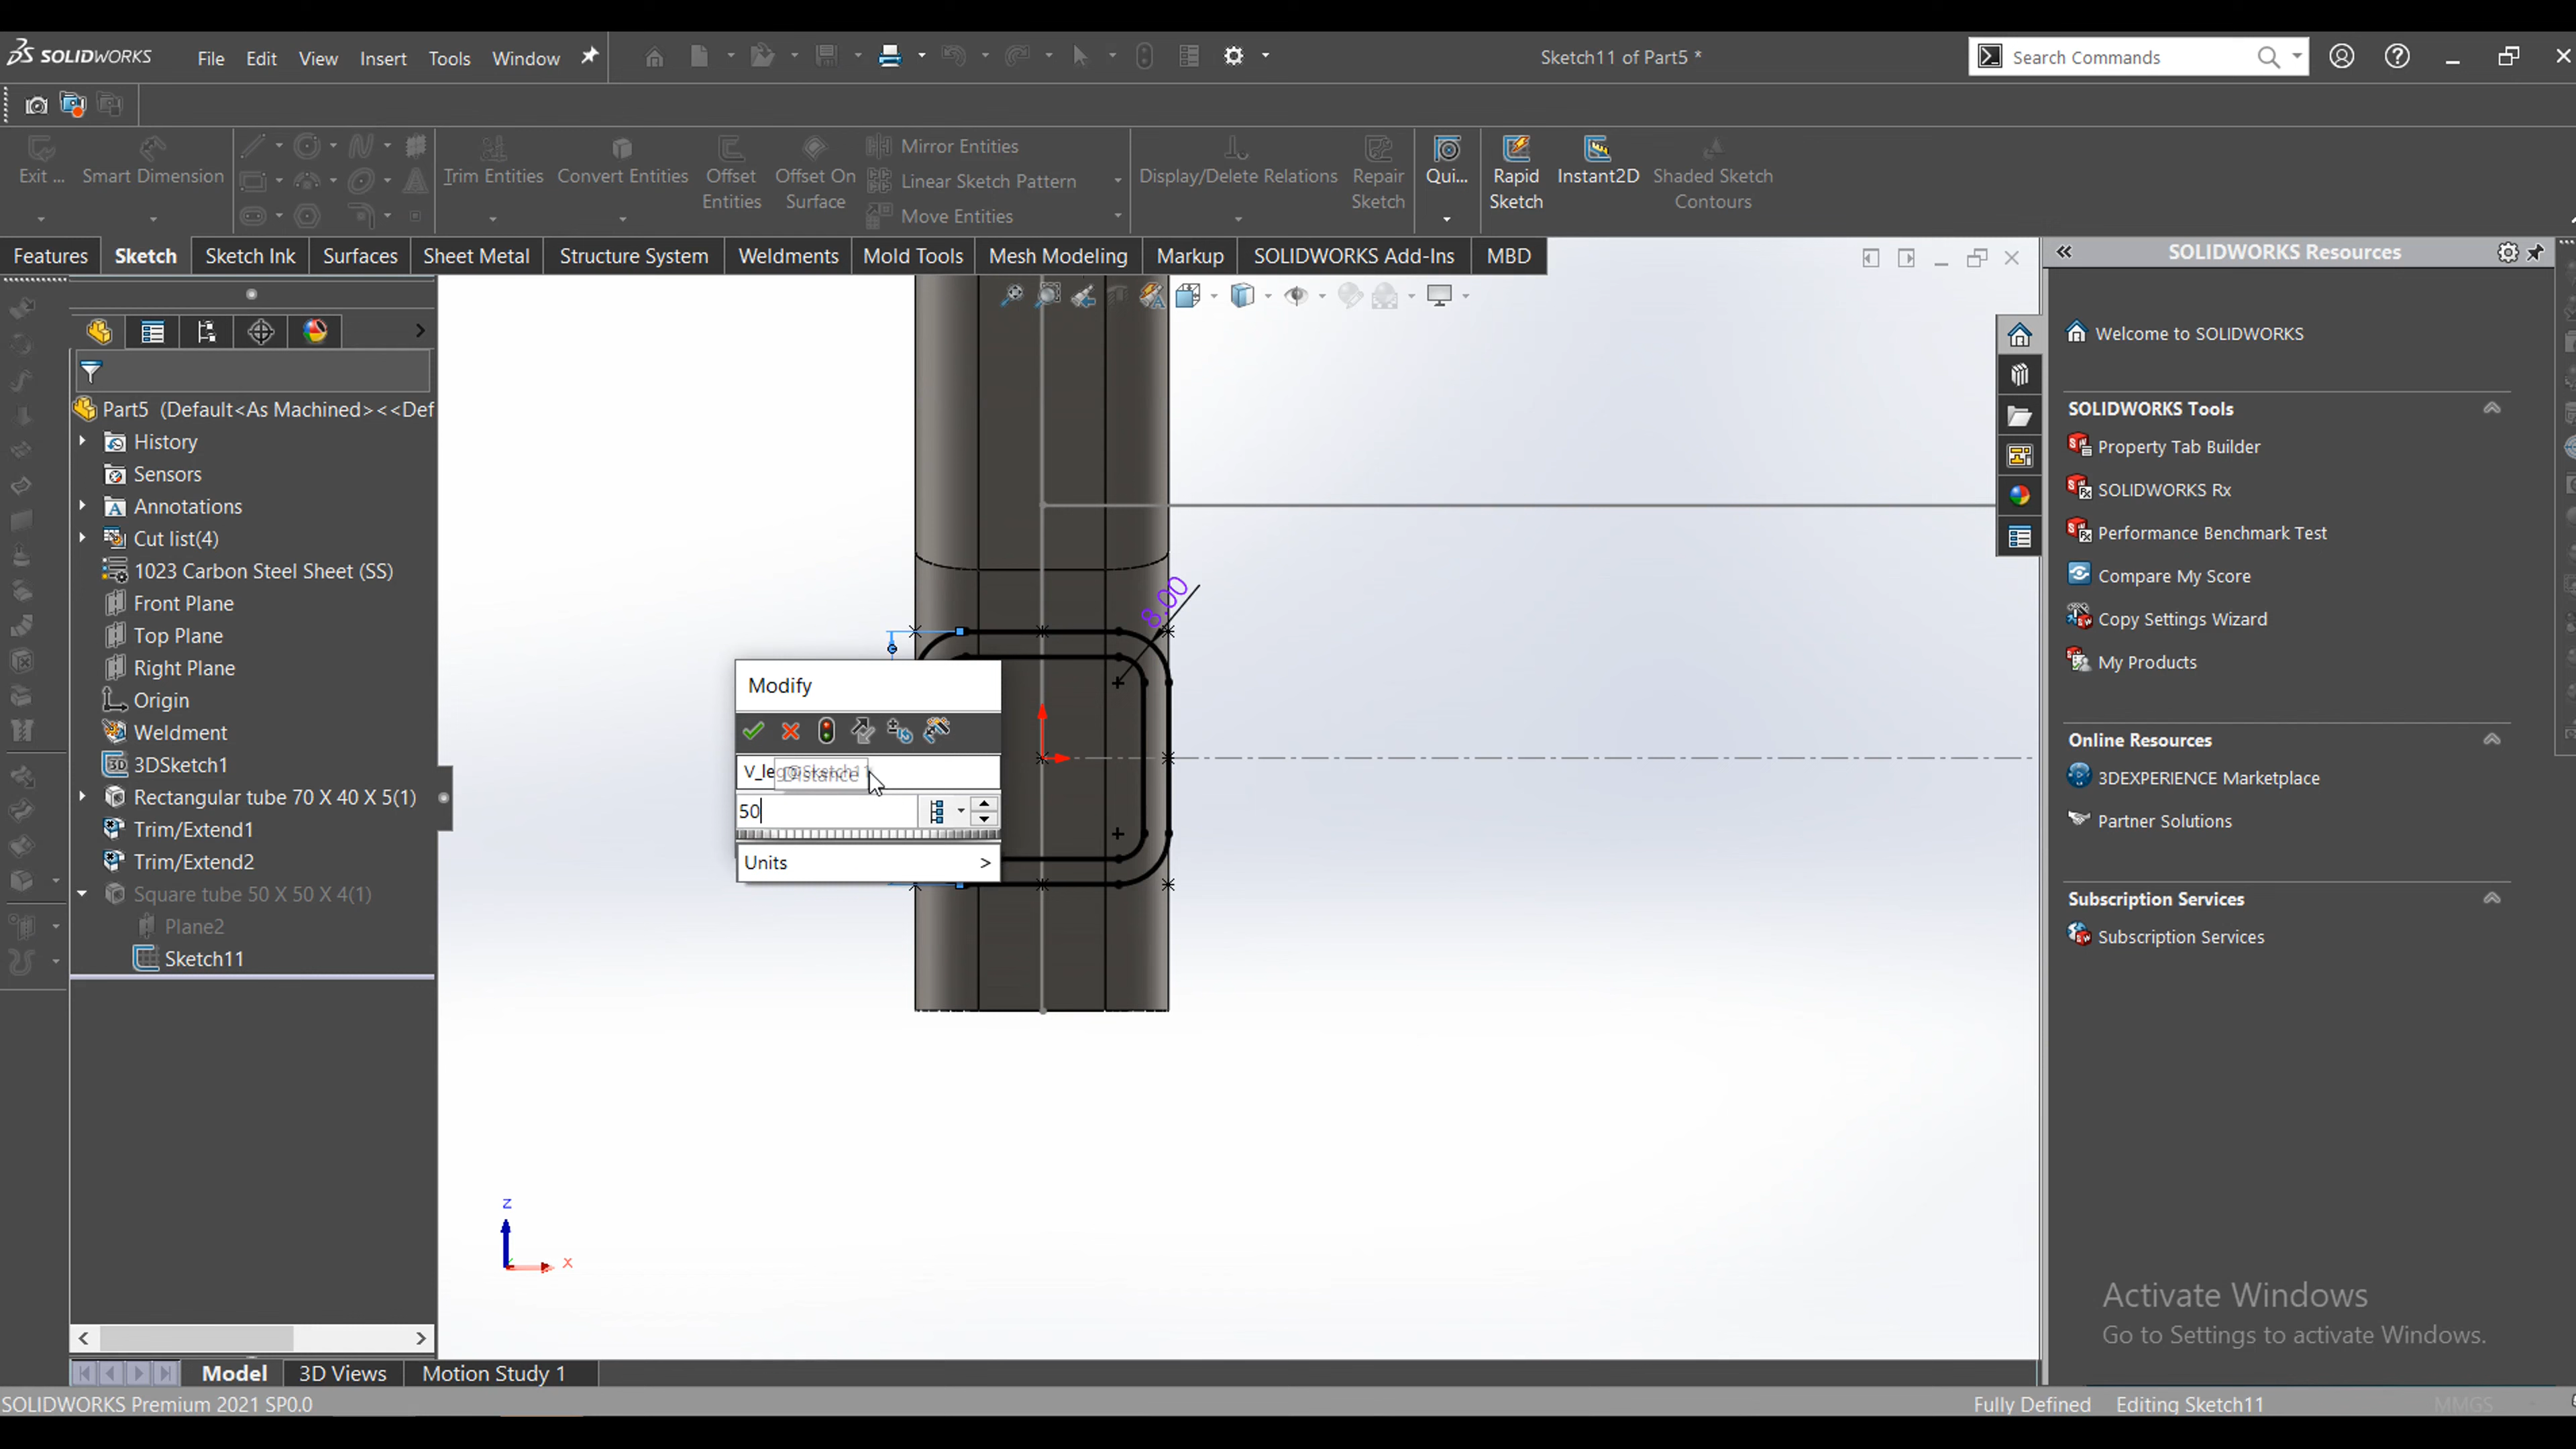 SOLIDWORKS File Edit View Insert Tools Window Sketch11 of Part5 * Search Commands
Exit ... Smart Dimension Trim Entities Convert Entities Offset Entities Offset On Surface Mirror Entities Linear Sketch Pattern Move Entities Display/Delete Relations Repair Sketch Qui... Rapid Sketch Instant2D Shaded Sketch Contours
Features Sketch Sketch Ink Surfaces Sheet Metal Structure System Weldments Mold Tools Mesh Modeling Markup SOLIDWORKS Add-Ins MBD
SOLIDWORKS Resources
Welcome to SOLIDWORKS
SOLIDWORKS Tools
Property Tab Builder
SOLIDWORKS Rx
Performance Benchmark Test
Compare My Score
Copy Settings Wizard
My Products
Online Resources
3DEXPERIENCE Marketplace
Partner Solutions
Subscription Services
Subscription Services
Part5 (Default<As Machined><<Def
History
Sensors
Annotations
Cut list(4)
1023 Carbon Steel Sheet (SS)
Front Plane
Top Plane
Right Plane
Origin
Weldment
3DSketch1
Rectangular tube 70 X 40 X 5(1)
Trim/Extend1
Trim/Extend2
Square tube 50 X 50 X 4(1)
Plane2
Sketch11
8.00
Modify
V_leg@Sketch11
Distance
50
Units >
z
x
Activate Windows
Go to Settings to activate Windows.
Model 3D Views Motion Study 1
SOLIDWORKS Premium 2021 SP0.0 Fully Defined Editing Sketch11 MMGS